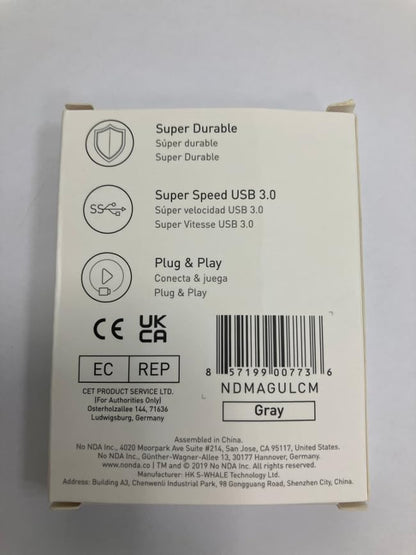 Super Durable
Súper durable
Super Durable
SS
Super Speed USB 3.0
Súper velocidad USB 3.0
Super Vitesse USB 3.0
Plug & Play
Conecta & juega
Plug & Play
CE UK CA
EC REP
CET PRODUCT SERVICE LTD.
(For Authorities Only)
Osterholzallee 144, 71636
Ludwigsburg, Germany
8 57199 00773 6
NDMAGULCM
Gray
Assembled in China.
No NDA Inc., 4020 Moorpark Ave Suite #214, San Jose, CA 95117, United States.
No NDA Inc., Günther-Wagner-Allee 13, 30177 Hannover, Germany.
www.nonda.co | TM and © 2019 No NDA Inc. All rights reserved.
Manufacturer: HK S-WHALE Technology Ltd.
Address: Building A3, Chenwenli Industrial Park, 98 Gongguang Road, Shenzhen City, China.